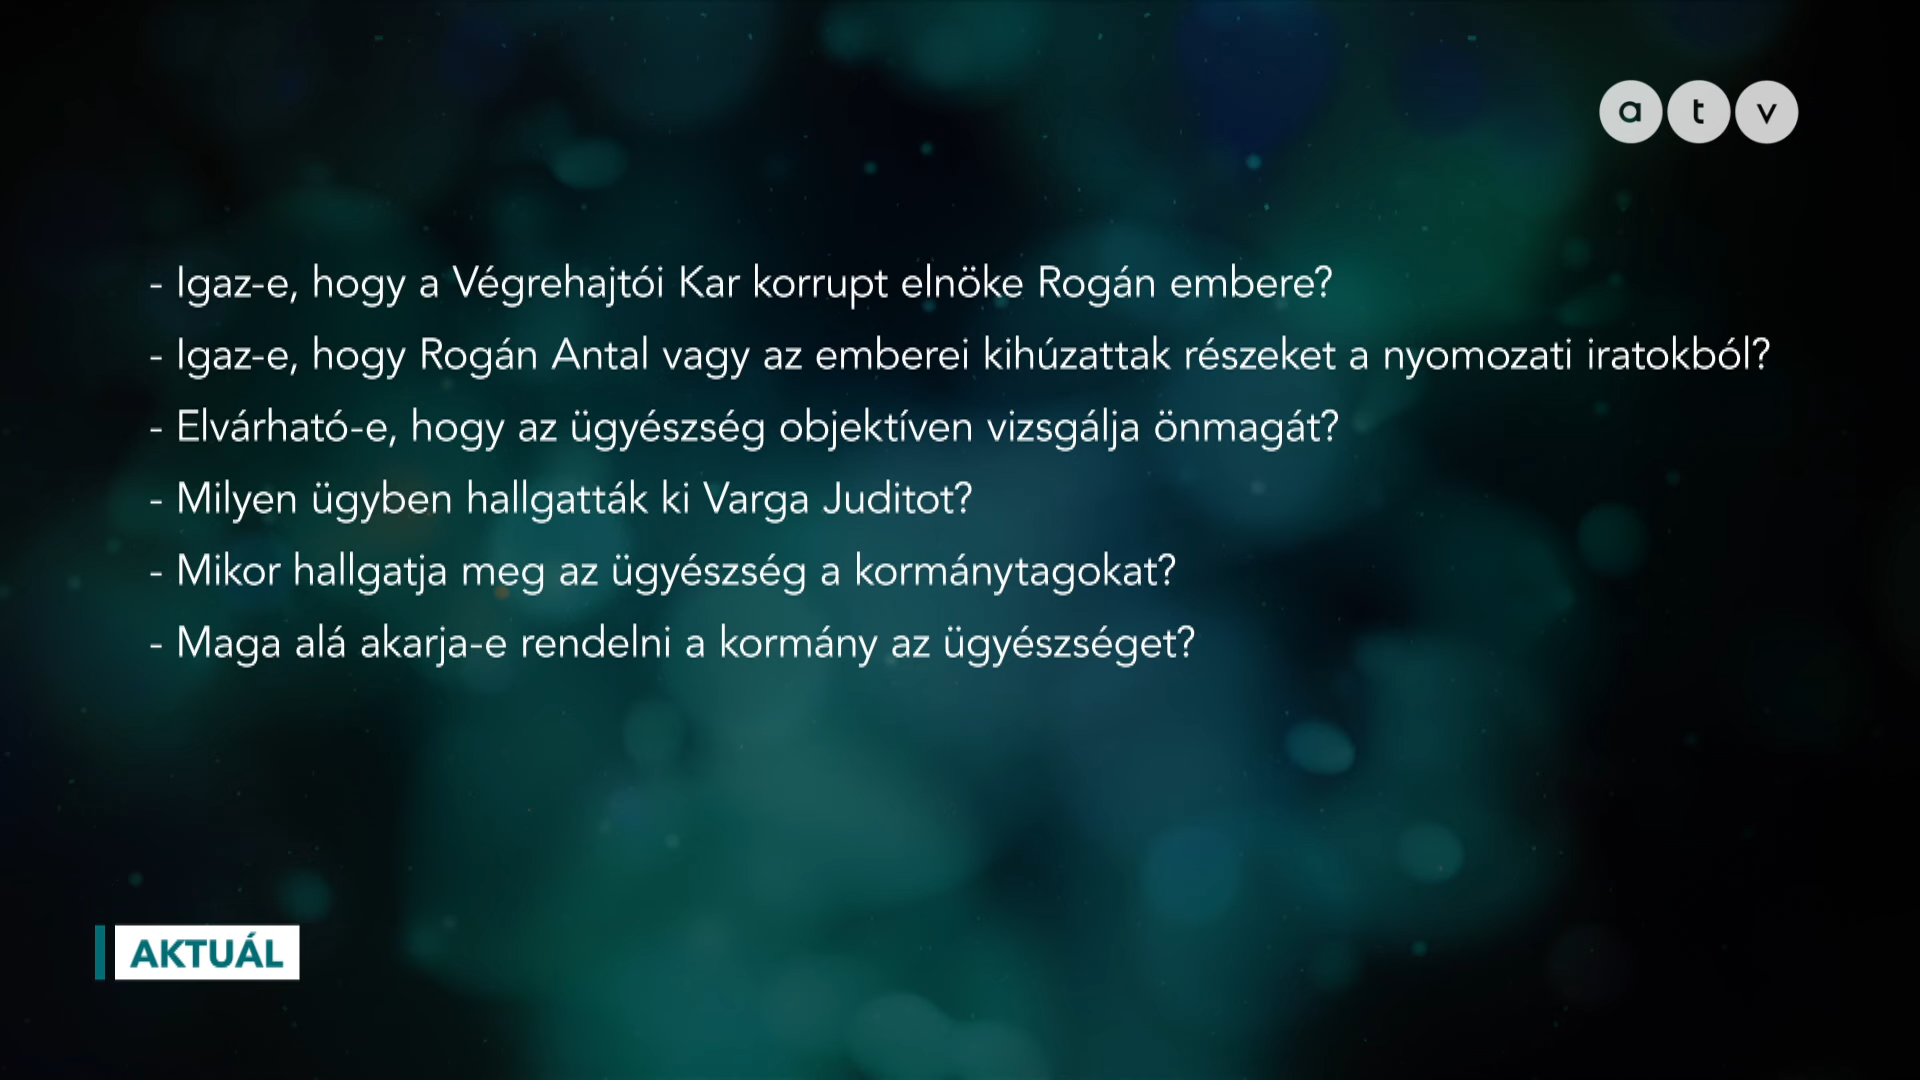 atv
- Igaz-e, hogy a Végrehajtói Kar korrupt elnöke Rogán embere?
- Igaz-e, hogy Rogán Antal vagy az emberei kihúzattak részeket a nyomozati iratokból?
- Elvárható-e, hogy az ügyészség objektíven vizsgálja önmagát?
- Milyen ügyben hallgatták ki Varga Juditot?
- Mikor hallgatja meg az ügyészség a kormánytagokat?
- Maga alá akarja-e rendelni a kormány az ügyészséget?
AKTUÁL